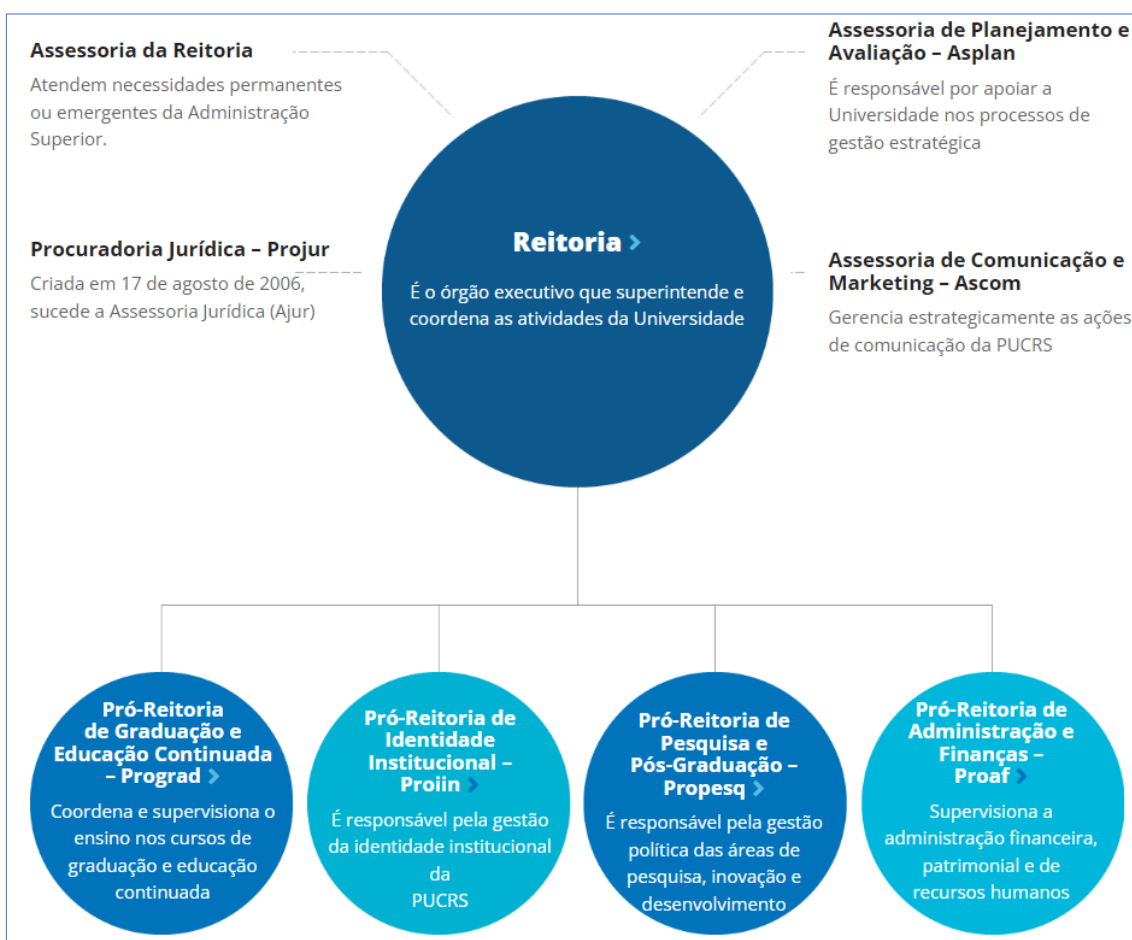 Assessoria da Reitoria
Atendem necessidades permanentes
ou emergentes da Administração
Superior.
Assessoria de Planejamento e
Avaliação – Asplan
É responsável por apoiar a
Universidade nos processos de
gestão estratégica
Procuradoria Jurídica – Projur
Criada em 17 de agosto de 2006,
sucede a Assessoria Jurídica (Ajur)
Reitoria >
É o órgão executivo que superintende e
coordena as atividades da Universidade
Assessoria de Comunicação e
Marketing – Ascom
Gerencia estrategicamente as ações
de comunicação da PUCRS
Pró-Reitoria
de Graduação e
Educação Continuada
– Prograd >
Coordena e supervisiona o
ensino nos cursos de
graduação e educação
continuada
Pró-Reitoria de
Identidade
Institucional –
Proiin >
É responsável pela gestão
da identidade institucional
da
PUCRS
Pró-Reitoria de
Pesquisa e
Pós-Graduação –
Propesq >
É responsável pela gestão
política das áreas de
pesquisa, inovação e
desenvolvimento
Pró-Reitoria de
Administração e
Finanças –
Proaf >
Supervisiona a
administração financeira,
patrimonial e de
recursos humanos